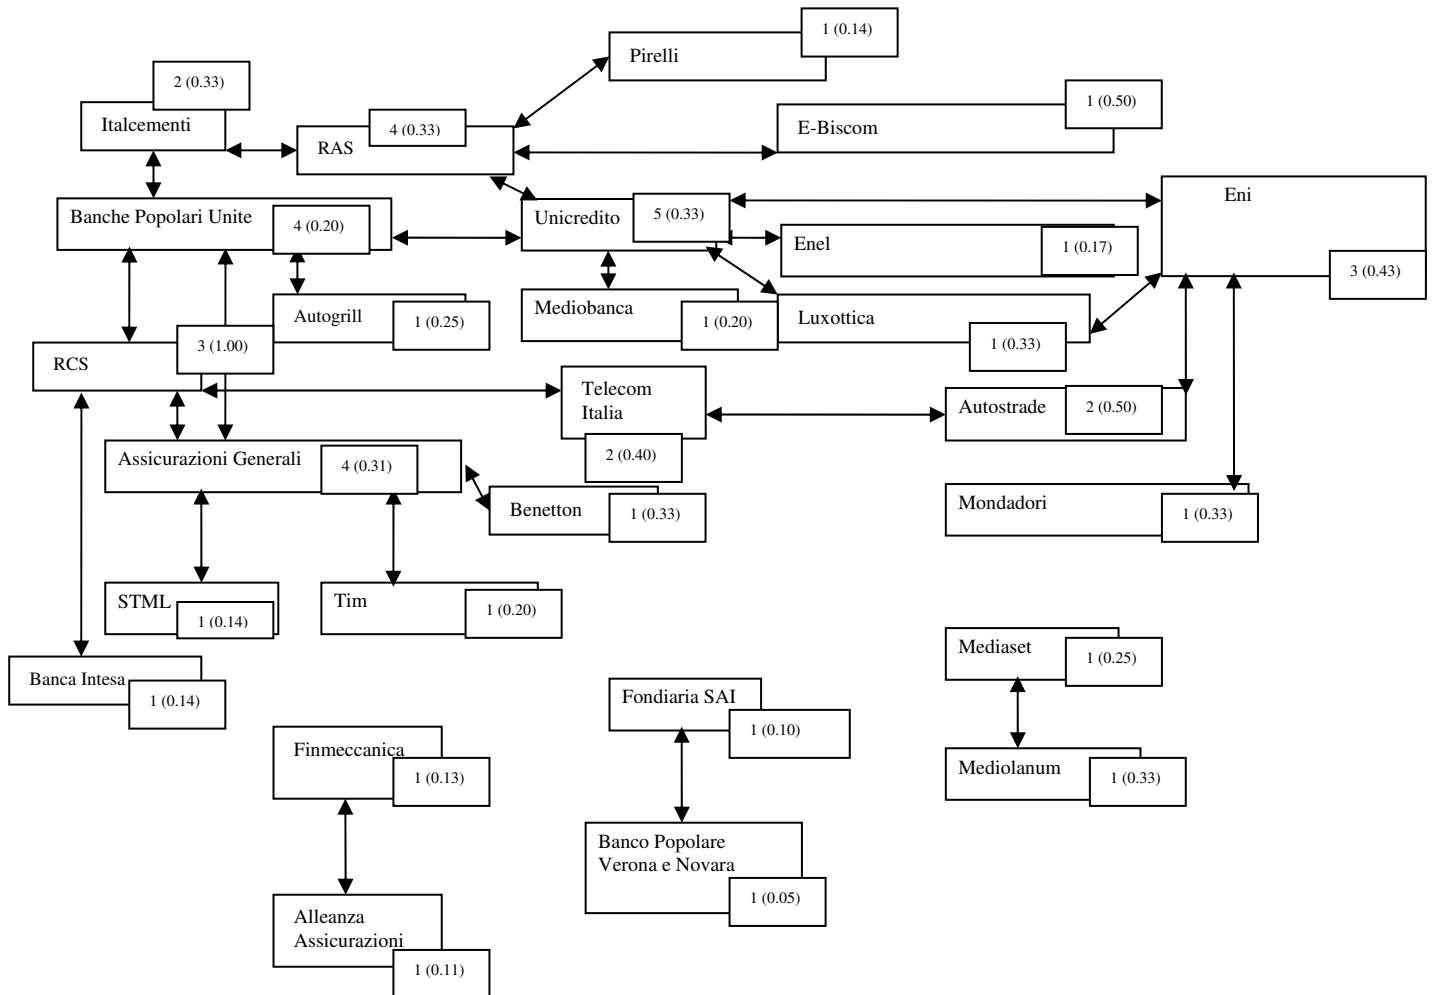 1 (0.14)
Pirelli
2 (0.33)
Italcementi
1 (0.50)
E-Biscom
4 (0.33)
RAS
Eni
3 (0.43)
Banche Popolari Unite
4 (0.20)
Unicredito
5 (0.33)
Enel
1 (0.17)
Autogrill
1 (0.25)
Mediobanca
1 (0.20)
Luxottica
1 (0.33)
RCS
3 (1.00)
Telecom
Italia
2 (0.40)
Autostrade
2 (0.50)
Assicurazioni Generali
4 (0.31)
Benetton
1 (0.33)
Mondadori
1 (0.33)
STML
1 (0.14)
Tim
1 (0.20)
Banca Intesa
1 (0.14)
Mediaset
1 (0.25)
Fondiaria SAI
1 (0.10)
Finmeccanica
1 (0.13)
Mediolanum
1 (0.33)
Banco Popolare
Verona e Novara
1 (0.05)
Alleanza
Assicurazioni
1 (0.11)